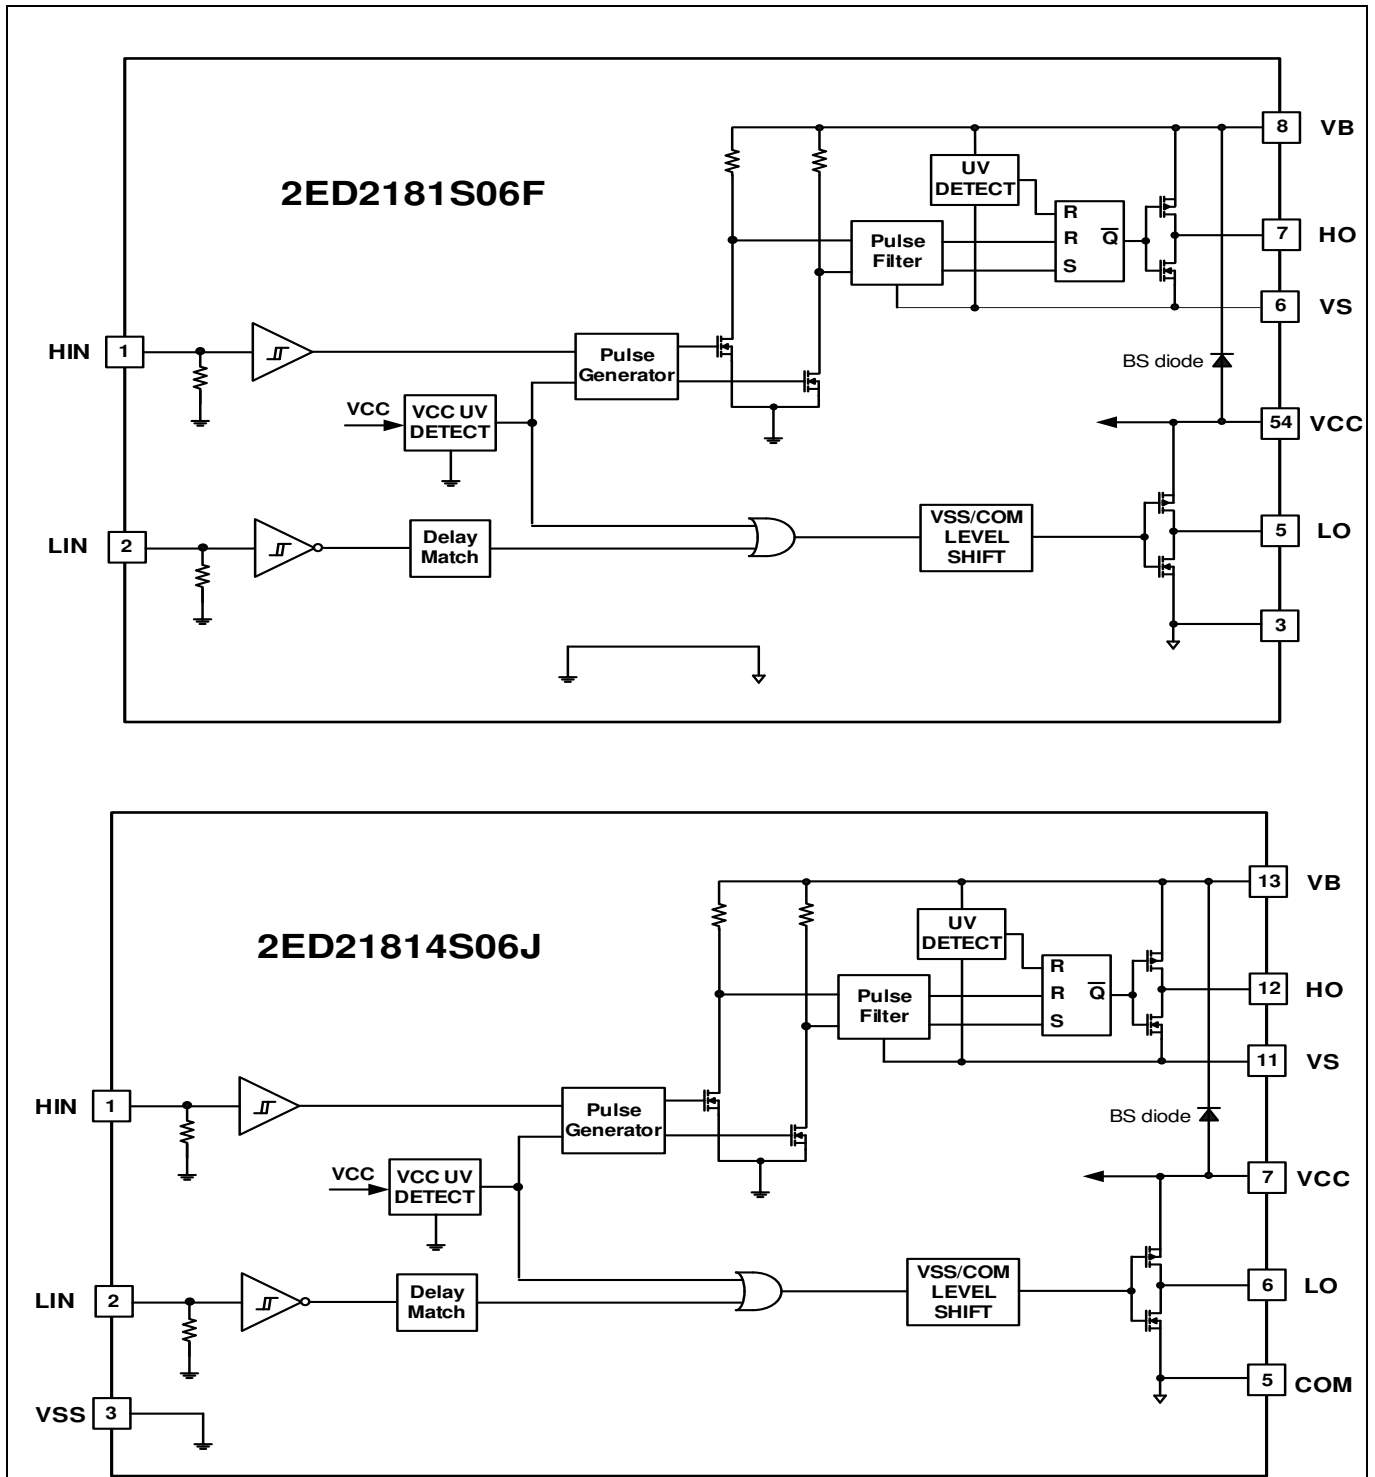 8 VB
UV
DETECT
2ED2181S06F
R
R
S
Q
Pulse
Filter
7 HO
6 VS
HIN 1
Pulse
Generator
BS diode
VCC
VCC UV
DETECT
54 VCC
LIN 2
Delay
Match
VSS/COM
LEVEL
SHIFT
5 LO
3
13 VB
UV
DETECT
2ED21814S06J
R
R
S
Q
Pulse
Filter
12 HO
11 VS
HIN 1
Pulse
Generator
BS diode
VCC
VCC UV
DETECT
7 VCC
LIN 2
Delay
Match
VSS/COM
LEVEL
SHIFT
6 LO
5 COM
VSS 3